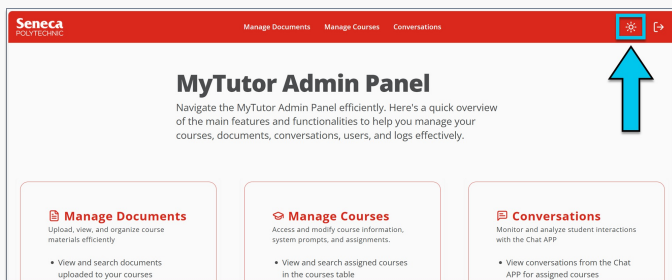 Seneca
POLYTECHNIC
Manage Documents Manage Courses Conversations
MyTutor Admin Panel
Navigate the MyTutor Admin Panel efficiently. Here's a quick overview
of the main features and functionalities to help you manage your
courses, documents, conversations, users, and logs effectively.
Manage Documents
Upload, view, and organize course
materials efficiently
• View and search documents
uploaded to your courses
Manage Courses
Access and modify course information,
system prompts, and assignments.
• View and search assigned courses
in the courses table
Conversations
Monitor and analyze student interactions
with the Chat APP
• View conversations from the Chat
APP for assigned courses